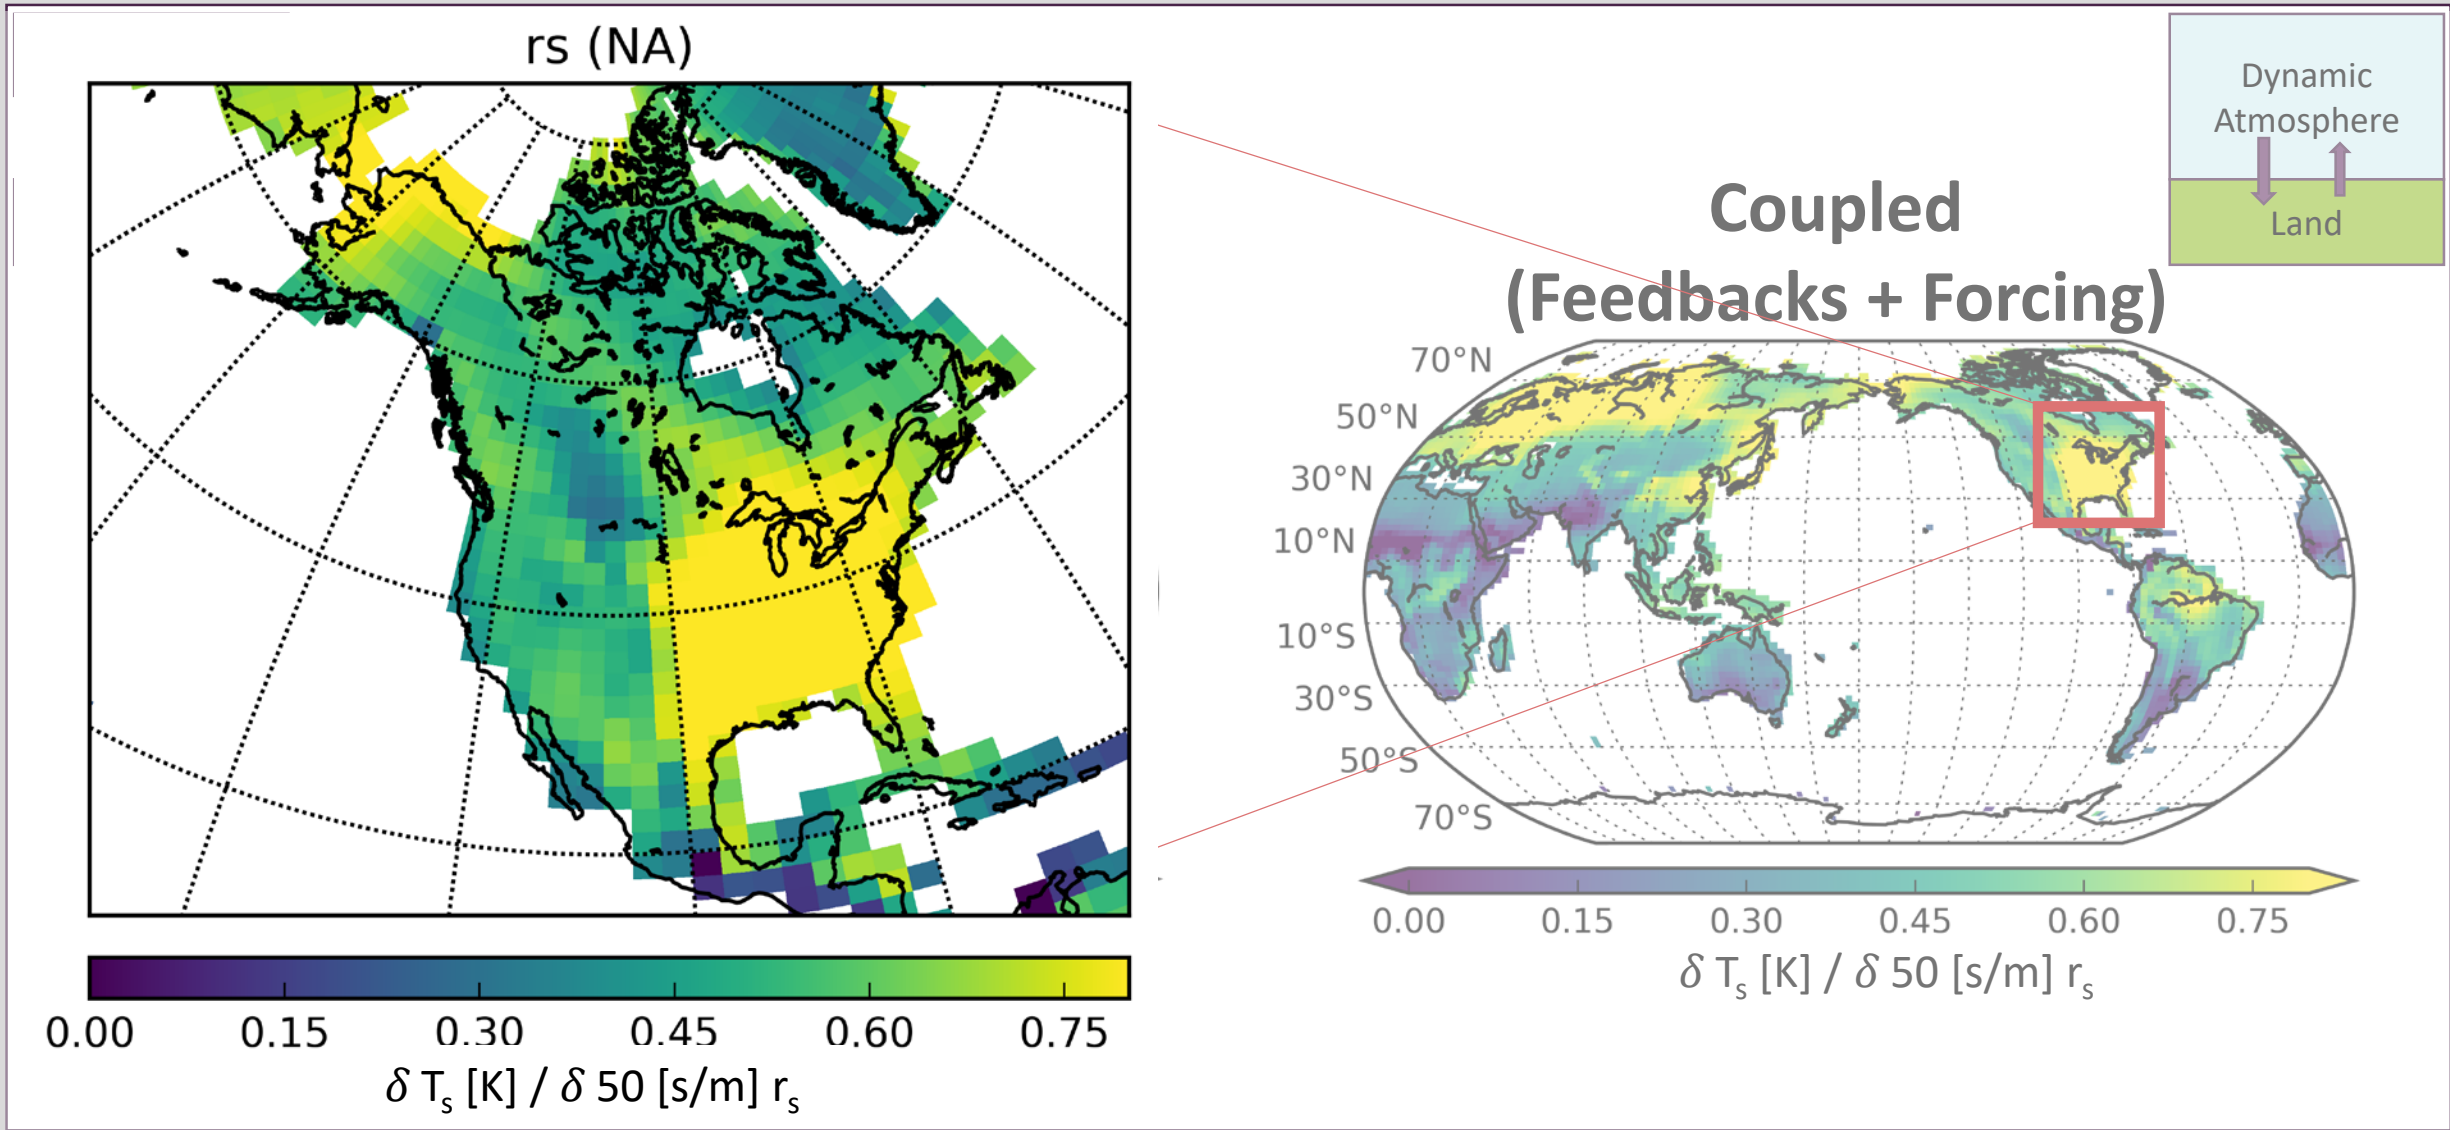 rs (NA)
0.00 0.15 0.30 0.45 0.60 0.75
δ Ts [K] / δ 50 [s/m] rs
Coupled
(Feedbacks + Forcing)
Dynamic
Atmosphere
Land
70°N
50°N
30°N
10°N
10°S
30°S
50°S
70°S
0.00 0.15 0.30 0.45 0.60 0.75
δ Ts [K] / δ 50 [s/m] rs